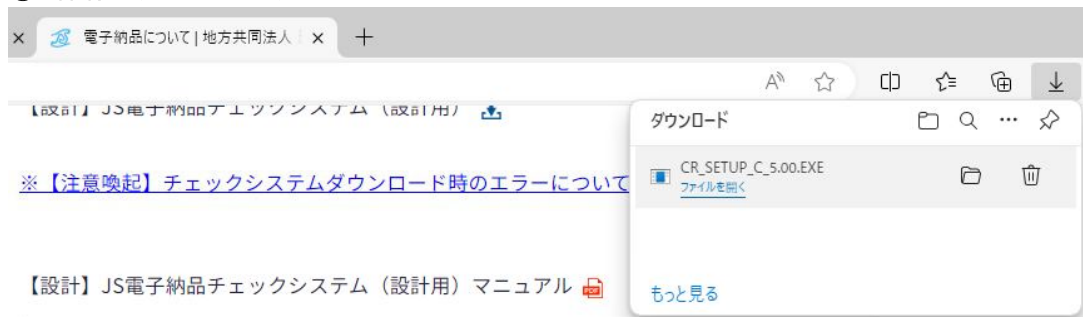 電子納品について | 地方共同法人
【設計】JS電子納品チェックシステム（設計用）
ダウンロード
※【注意喚起】チェックシステムダウンロード時のエラーについて
CR_SETUP_C_5.00.EXE
ファイルを開く
【設計】JS電子納品チェックシステム（設計用）マニュアル
もっと見る